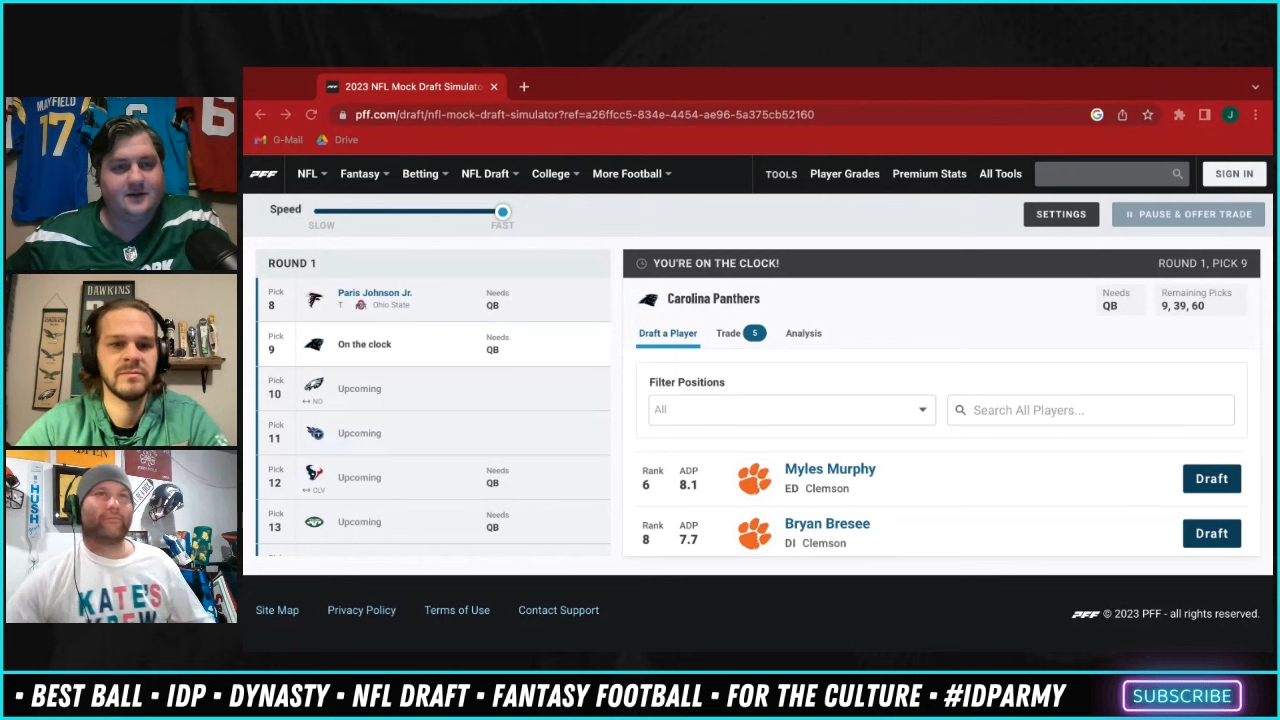 2023 NFL Mock Draft Simulato
pff.com/draft/nfl-mock-draft-simulator?ref=a26ffcc5-834e-4454-ae96-5a375cb52160
G-Mail
Drive
J
PFF
NFL
Fantasy
Betting
NFL Draft
College
More Football
TOOLS
Player Grades
Premium Stats
All Tools
SIGN IN
Speed
SLOW
FAST
SETTINGS
PAUSE & OFFER TRADE
ROUND 1
Pick
8
Paris Johnson Jr.
T
Ohio State
Needs
QB
Pick
9
On the clock
Needs
QB
Pick
10
↔ NO
Upcoming
Pick
11
Upcoming
Pick
12
↔ CLV
Upcoming
Needs
QB
Pick
13
Upcoming
Needs
QB
YOU'RE ON THE CLOCK!
ROUND 1, PICK 9
Carolina Panthers
Needs
QB
Remaining Picks
9, 39, 60
Draft a Player
Trade 5
Analysis
Filter Positions
All
Search All Players...
Rank
6
ADP
8.1
Myles Murphy
ED Clemson
Draft
Rank
8
ADP
7.7
Bryan Bresee
DI Clemson
Draft
Site Map
Privacy Policy
Terms of Use
Contact Support
PFF © 2023 PFF - all rights reserved.
MAYFIELD
17
6
DAWKINS
HUSH
KATE'S
• BEST BALL • IDP • DYNASTY • NFL DRAFT • FANTASY FOOTBALL • FOR THE CULTURE • #IDPARMY
SUBSCRIBE